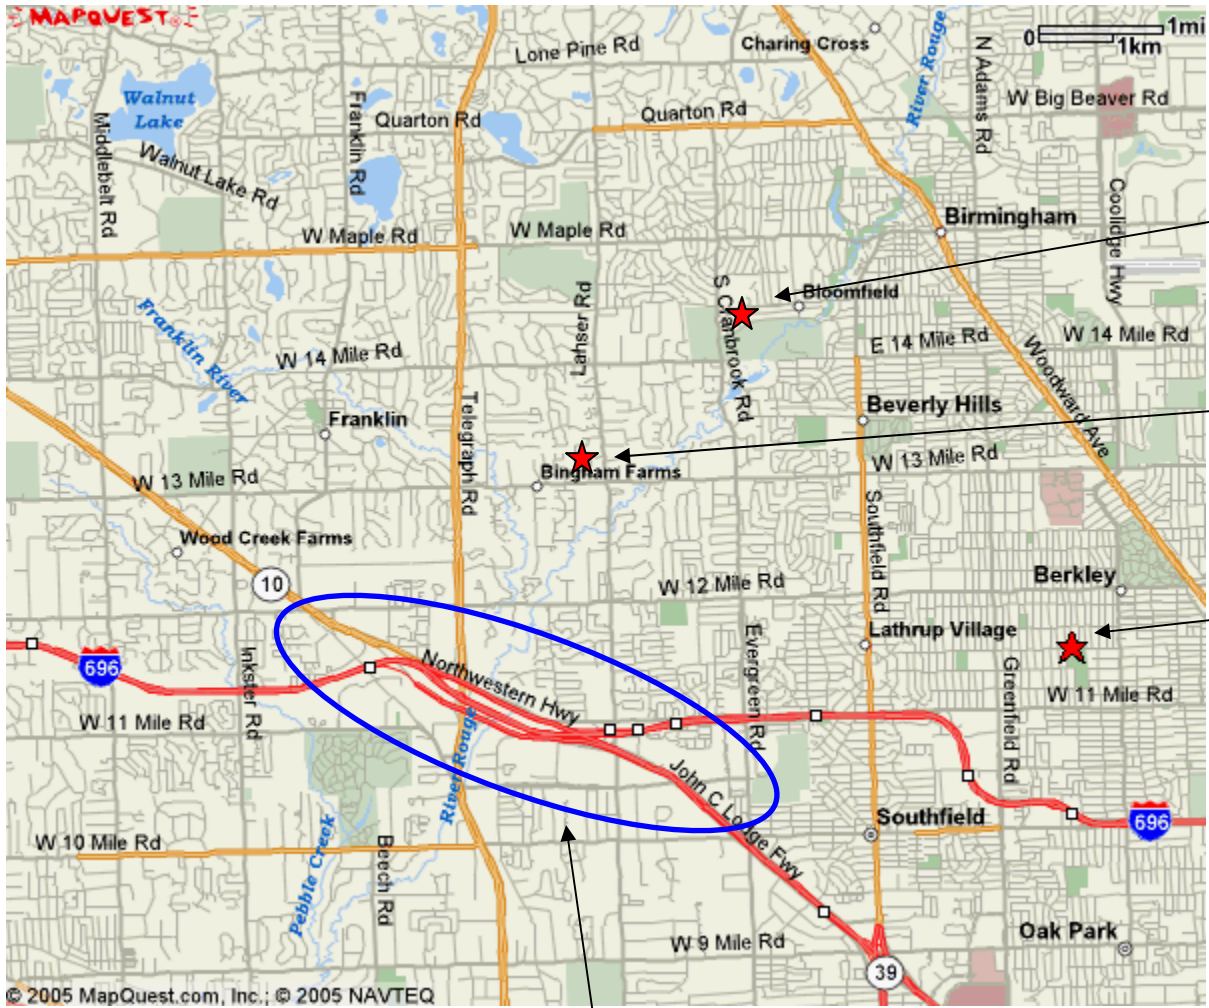 MAPQUEST®
Lone Pine Rd
Charing Cross
River Rouge
N Adams Rd
0
1mi
1km
W Big Beaver Rd
Walnut
Lake
Middlebelt Rd
Franklin Rd
Quarton Rd
Quarton Rd
Walnut Lake Rd
Coolidge Hwy
W Maple Rd
W Maple Rd
Birmingham
S Cranbrook Rd
Bloomfield
Lahser Rd
Franklin River
W 14 Mile Rd
E 14 Mile Rd
W 14 Mile Rd
Woodward Ave
Franklin
Telegraph Rd
Beverly Hills
W 13 Mile Rd
Bingham Farms
W 13 Mile Rd
Southfield Rd
Wood Creek Farms
10
W 12 Mile Rd
Berkley
Evergreen Rd
Lathrup Village
696
Inkster Rd
Northwestern Hwy
Greenfield Rd
W 11 Mile Rd
W 11 Mile Rd
River Rouge
John C Lodge Fwy
Southfield
696
W 10 Mile Rd
Pebble Creek
Beech Rd
W 9 Mile Rd
Oak Park
39
© 2005 MapQuest.com, Inc.; © 2005 NAVTEQ